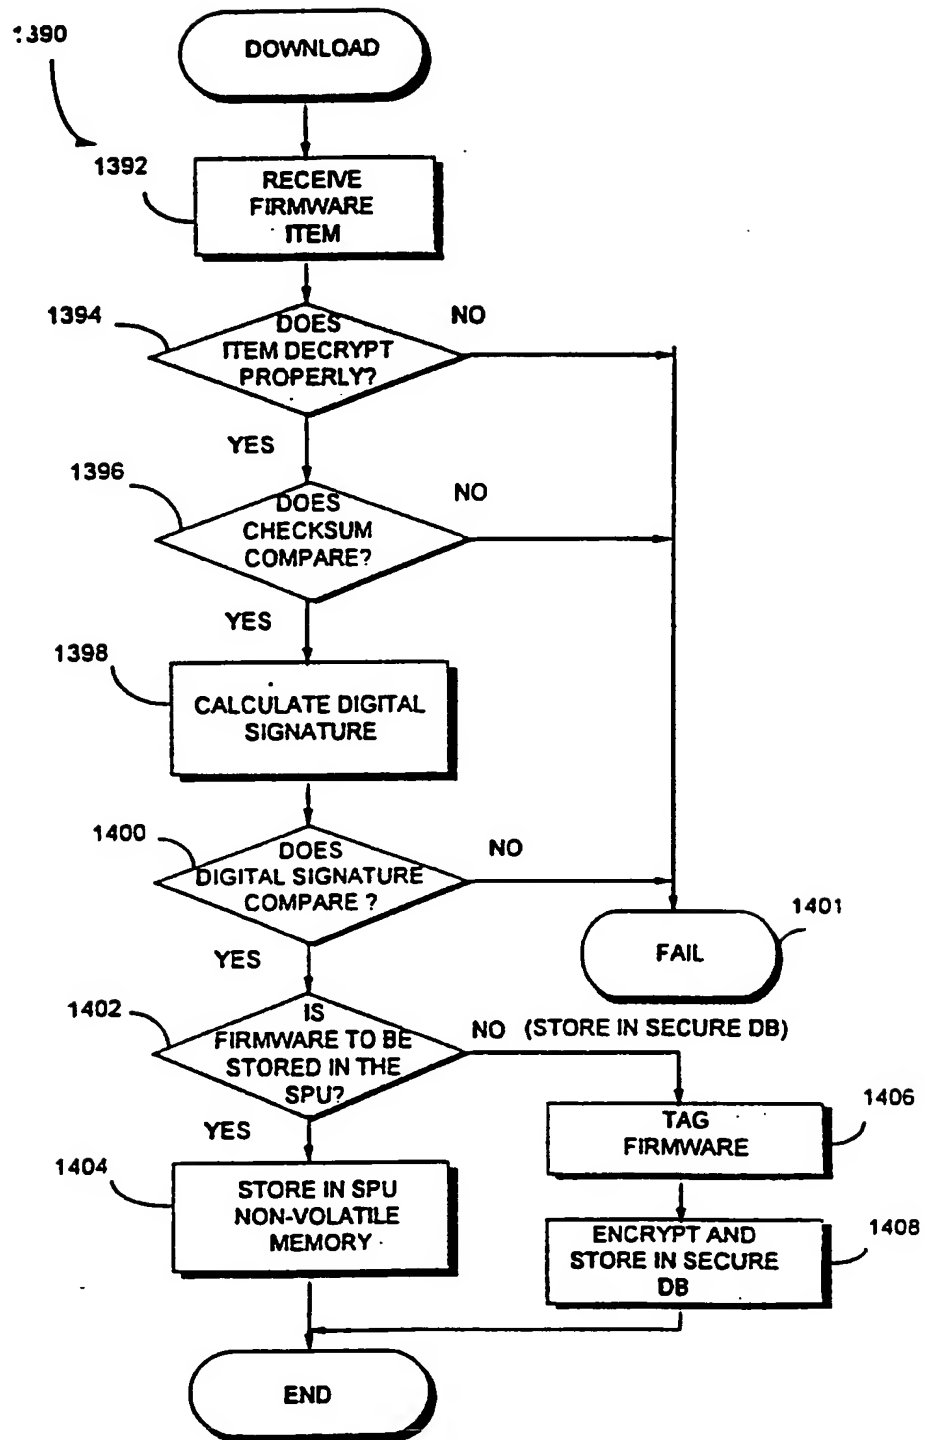 1390
DOWNLOAD
1392
RECEIVE
FIRMWARE
ITEM
1394
DOES
ITEM DECRYPT
PROPERLY?
NO
YES
1396
DOES
CHECKSUM
COMPARE?
NO
YES
1398
CALCULATE DIGITAL
SIGNATURE
1400
DOES
DIGITAL SIGNATURE
COMPARE ?
NO
1401
FAIL
YES
1402
IS
FIRMWARE TO BE
STORED IN THE
SPU?
NO (STORE IN SECURE DB)
YES
1406
TAG
FIRMWARE
1404
STORE IN SPU
NON-VOLATILE
MEMORY
1408
ENCRYPT AND
STORE IN SECURE
DB
END